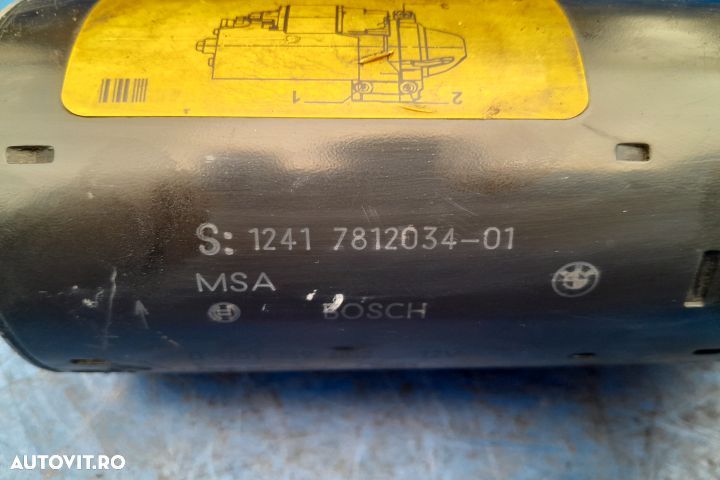 1 2
S: 1241 7812034-01
MSA
BOSCH
AUTOVIT.RO